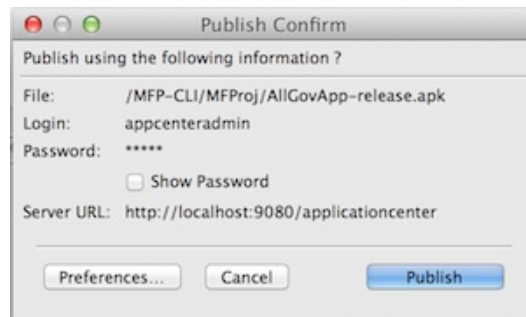 Publish Confirm
Publish using the following information ?
File: /MFP-CLI/MFProj/AllGovApp-release.apk
Login: appcenteradmin
Password: *****
Show Password
Server URL: http://localhost:9080/applicationcenter
Preferences... Cancel Publish